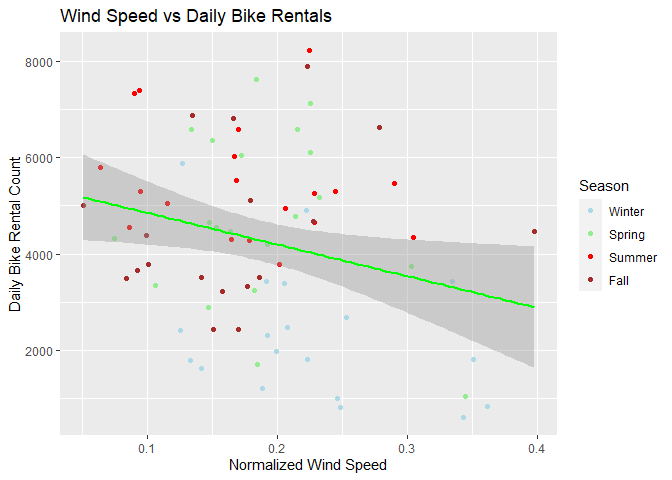 Wind Speed vs Daily Bike Rentals
Daily Bike Rental Count
8000
6000
4000
2000
0.1
0.2
0.3
0.4
Normalized Wind Speed
Season
Winter
Spring
Summer
Fall